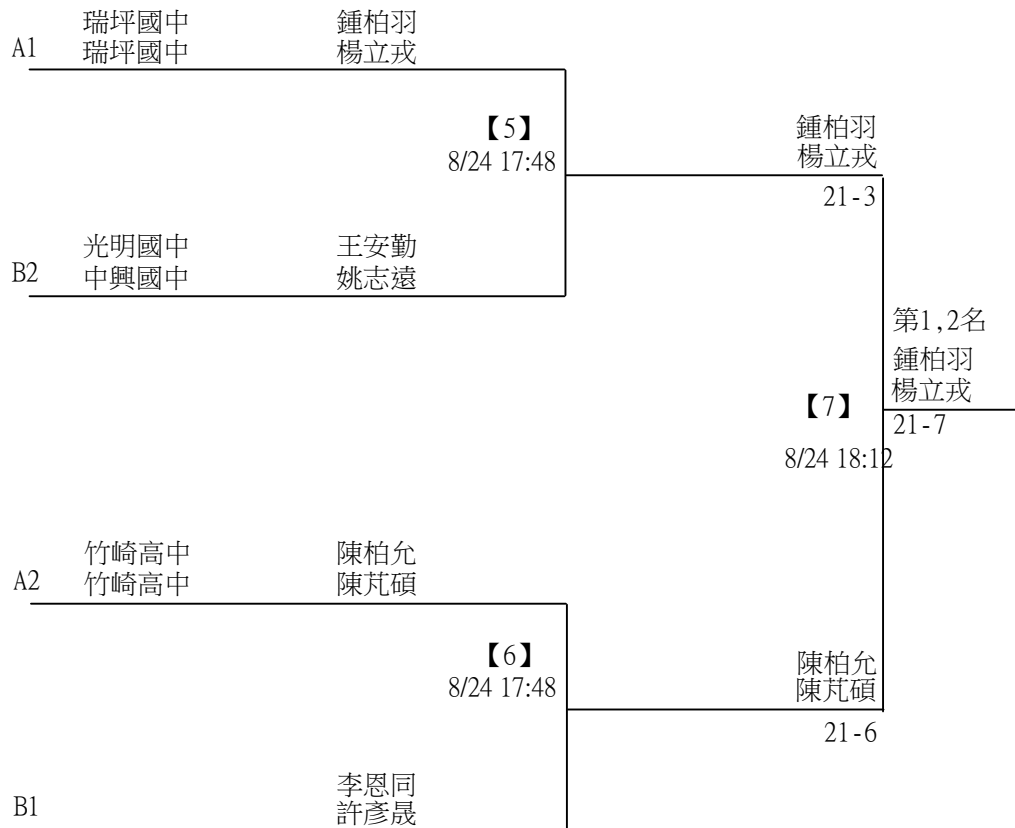 A1 瑞坪國中 鍾柏羽
瑞坪國中 楊立戎
【5】
8/24 17:48
鍾柏羽
楊立戎
21-3
B2 光明國中 王安勤
中興國中 姚志遠
第1,2名
鍾柏羽
楊立戎
21-7
【7】
8/24 18:12
A2 竹崎高中 陳柏允
竹崎高中 陳芃碩
【6】
8/24 17:48
陳柏允
陳芃碩
21-6
B1 李恩同
許彥晟